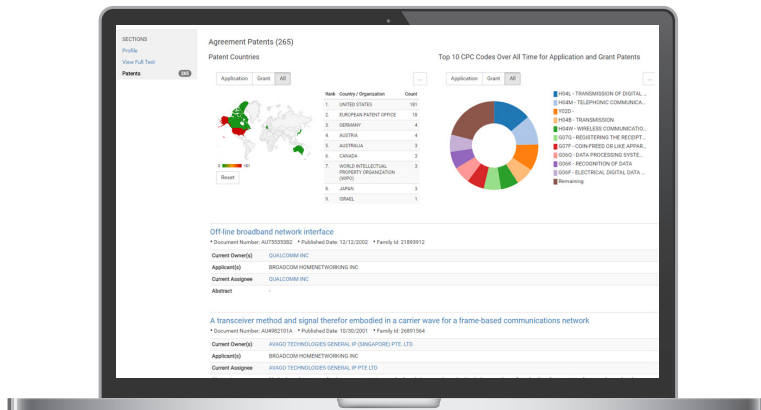 SECTIONS
Profile
View Full Text
Patents 265
Agreement Patents (265)
Patent Countries
Application Grant All ...
Rank Country / Organization Count
1. UNITED STATES 181
2. EUROPEAN PATENT OFFICE 18
3. GERMANY 4
4. AUSTRIA 4
5. AUSTRALIA 3
6. CANADA 3
7. WORLD INTELLECTUAL PROPERTY ORGANIZATION (WIPO) 3
8. JAPAN 3
9. ISRAEL 1
Reset
Top 10 CPC Codes Over All Time for Application and Grant Patents
Application Grant All ...
H04L - TRANSMISSION OF DIGITAL ...
H04M - TELEPHONIC COMMUNICA...
Y02D -
H04B - TRANSMISSION
H04W - WIRELESS COMMUNICATIO...
G07G - REGISTERING THE RECEIPT...
G07F - COIN-FREED OR LIKE APPAR...
G06Q - DATA PROCESSING SYSTE...
G06K - RECOGNITION OF DATA
G06F - ELECTRICAL DIGITAL DATA ...
Remaining
Off-line broadband network interface
• Document Number: AU755353B2 • Published Date: 12/12/2002 • Family Id: 21893912
Current Owner(s) QUALCOMM INC
Applicant(s) BROADCOM HOMENETWORKING INC
Current Assignee QUALCOMM INC
Abstract -
A transceiver method and signal therefor embodied in a carrier wave for a frame-based communications network
• Document Number: AU4982101A • Published Date: 10/30/2001 • Family Id: 26891564
Current Owner(s) AVAGO TECHNOLOGIES GENERAL IP (SINGAPORE) PTE. LTD.
Applicant(s) BROADCOM HOMENETWORKING INC
Current Assignee AVAGO TECHNOLOGIES GENERAL IP PTE LTD